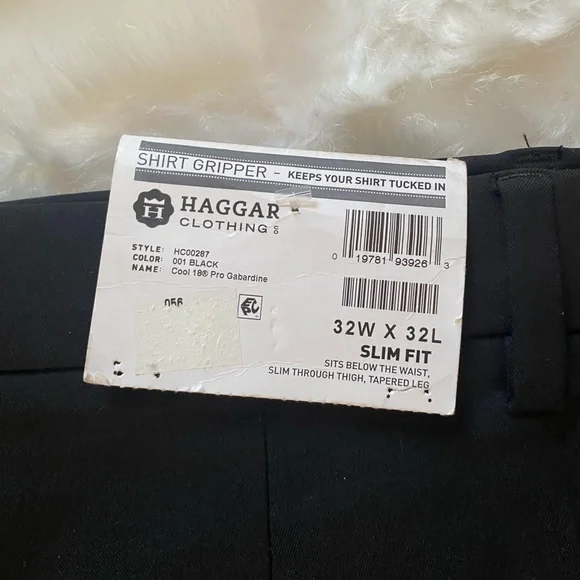 SHIRT GRIPPER – KEEPS YOUR SHIRT TUCKED IN
H
HAGGAR
CLOTHING CO
STYLE: HC00287
COLOR: 001 BLACK
NAME: Cool 18® Pro Gabardine
0 19781 93926 3
056
EPC
32W X 32L
SLIM FIT
SITS BELOW THE WAIST,
SLIM THROUGH THIGH, TAPERED LEG